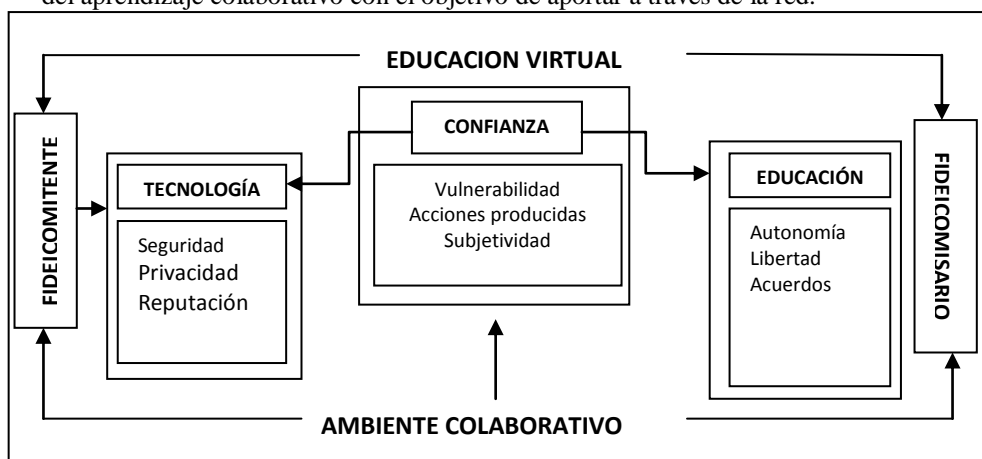 del aprendizaje colaborativo con el objetivo de aportar a través de la red.
EDUCACION VIRTUAL
FIDEICOMITENTE
TECNOLOGÍA
Seguridad
Privacidad
Reputación
CONFIANZA
Vulnerabilidad
Acciones producidas
Subjetividad
EDUCACIÓN
Autonomía
Libertad
Acuerdos
FIDEICOMISARIO
AMBIENTE COLABORATIVO